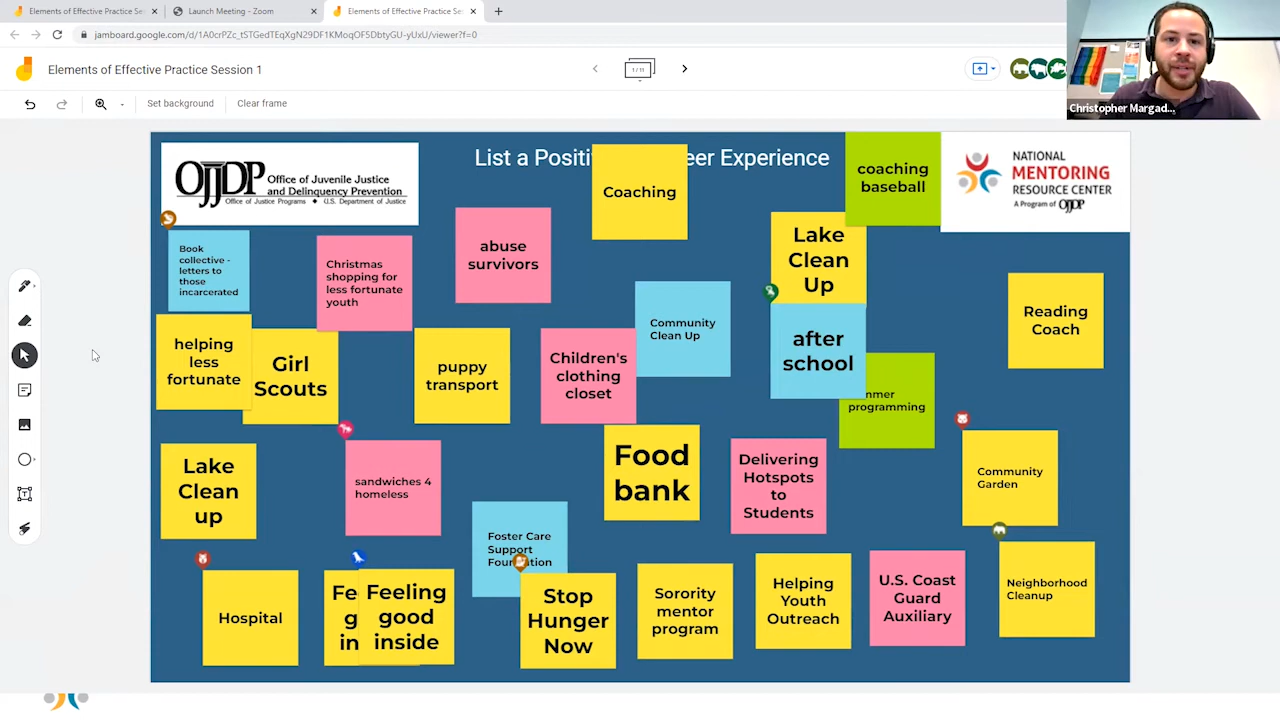 Elements of Effective Practice Se
Launch Meeting - Zoom
Elements of Effective Practice Se
jamboard.google.com/d/1A0crPZc_tSTGedTEqXgN29DF1KMoqOF5DbtyGU-yUxU/viewer?f=0
Elements of Effective Practice Session 1
1 / 11
Set background
Clear frame
Christopher Margad...
OJJDP
Office of Juvenile Justice
and Delinquency Prevention
Office of Justice Programs ◆ U.S. Department of Justice
List a Positi
eer Experience
Coaching
coaching
baseball
NATIONAL
MENTORING
RESOURCE CENTER
A Program of OJJDP
Book
collective -
letters to
those
incarcerated
Christmas
shopping for
less fortunate
youth
abuse
survivors
Lake
Clean
Up
Community
Clean Up
Reading
Coach
helping
less
fortunate
Girl
Scouts
puppy
transport
Children's
clothing
closet
after
school
mmer
programming
Lake
Clean
up
sandwiches 4
homeless
Food
bank
Delivering
Hotspots
to
Students
Community
Garden
Foster Care
Support
Foundation
Hospital
Fe
g
in
Feeling
good
inside
Stop
Hunger
Now
Sorority
mentor
program
Helping
Youth
Outreach
U.S. Coast
Guard
Auxiliary
Neighborhood
Cleanup